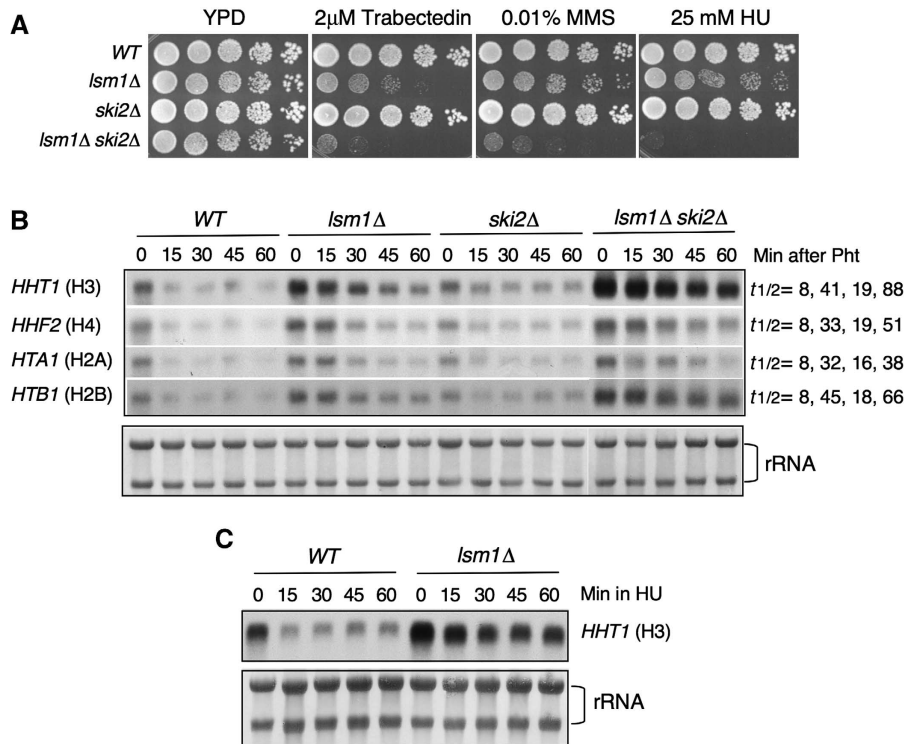 A
YPD 2μM Trabectedin 0.01% MMS 25 mM HU
WT
lsm1Δ
ski2Δ
lsm1Δ ski2Δ
B
WT lsm1Δ ski2Δ lsm1Δ ski2Δ
0 15 30 45 60 0 15 30 45 60 0 15 30 45 60 0 15 30 45 60 Min after Pht
HHT1 (H3) t1/2= 8, 41, 19, 88
HHF2 (H4) t1/2= 8, 33, 19, 51
HTA1 (H2A) t1/2= 8, 32, 16, 38
HTB1 (H2B) t1/2= 8, 45, 18, 66
rRNA
C
WT lsm1Δ
0 15 30 45 60 0 15 30 45 60 Min in HU
HHT1 (H3)
rRNA